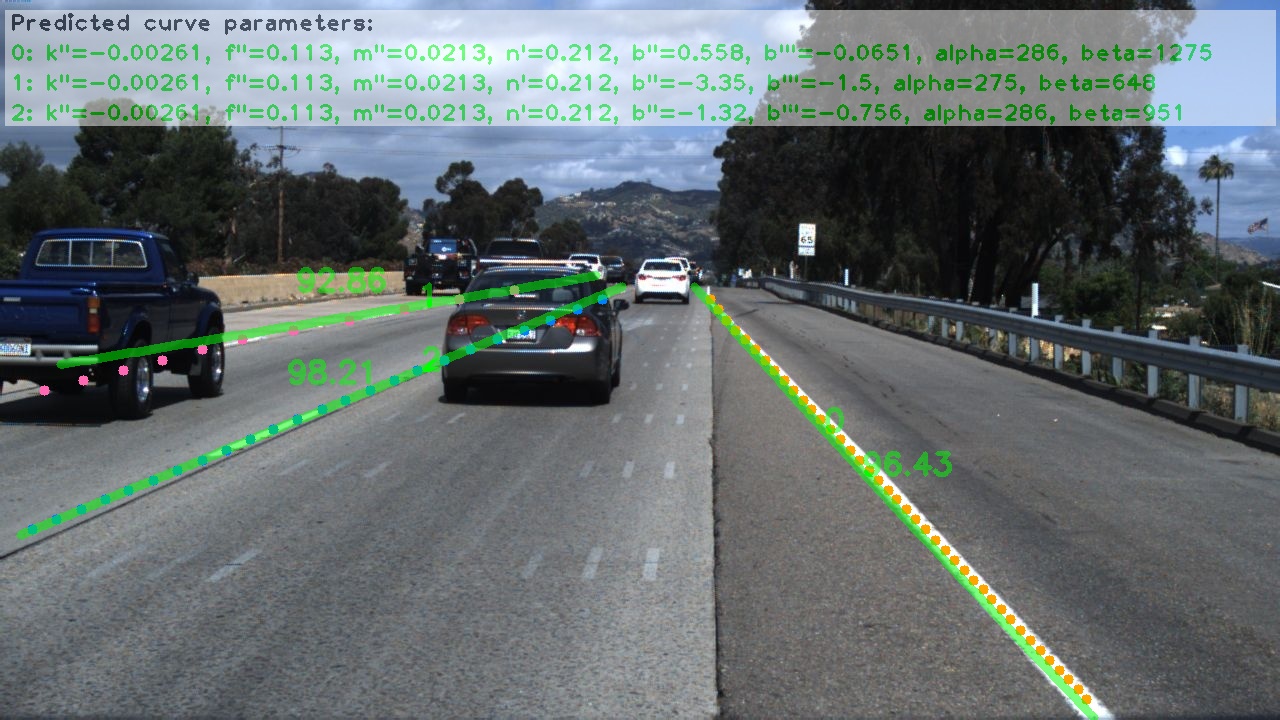 Predicted curve parameters:
0: k''=-0.00261, f''=0.113, m''=0.0213, n'=0.212, b''=0.558, b'''=-0.0651, alpha=286, beta=1275
1: k''=-0.00261, f''=0.113, m''=0.0213, n'=0.212, b''=-3.35, b'''=-1.5, alpha=275, beta=648
2: k''=-0.00261, f''=0.113, m''=0.0213, n'=0.212, b''=-1.32, b'''=-0.756, alpha=286, beta=951
65
92.86
1
2
98.21
0
96.43